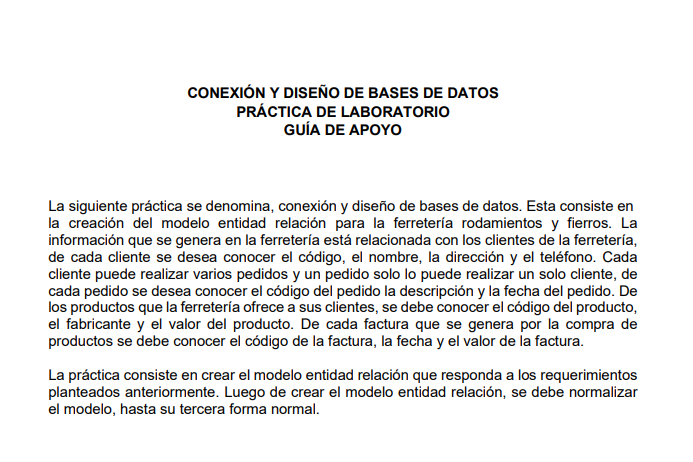 CONEXIÓN Y DISEÑO DE BASES DE DATOS
PRÁCTICA DE LABORATORIO
GUÍA DE APOYO
La siguiente práctica se denomina, conexión y diseño de bases de datos. Esta consiste en
la creación del modelo entidad relación para la ferretería rodamientos y fierros. La
información que se genera en la ferretería está relacionada con los clientes de la ferretería,
de cada cliente se desea conocer el código, el nombre, la dirección y el teléfono. Cada
cliente puede realizar varios pedidos y un pedido solo lo puede realizar un solo cliente, de
cada pedido se desea conocer el código del pedido la descripción y la fecha del pedido. De
los productos que la ferretería ofrece a sus clientes, se debe conocer el código del producto,
el fabricante y el valor del producto. De cada factura que se genera por la compra de
productos se debe conocer el código de la factura, la fecha y el valor de la factura.
La práctica consiste en crear el modelo entidad relación que responda a los requerimientos
planteados anteriormente. Luego de crear el modelo entidad relación, se debe normalizar
el modelo, hasta su tercera forma normal.